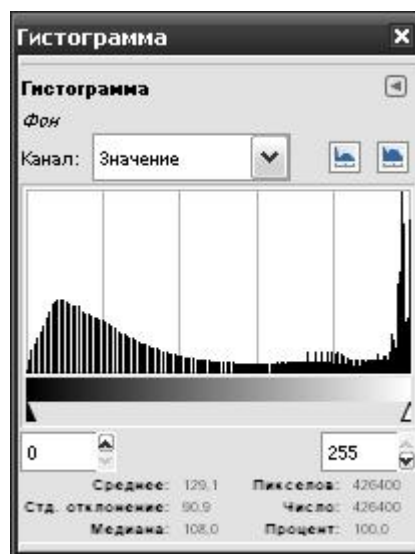 Гистограмма
Гистограмма
Фон
Канал: Значение
0 255
Среднее: 129,1 Пикселов: 426400
Стд. отклонение: 90,9 Число: 426400
Медиана: 108,0 Процент: 100,0